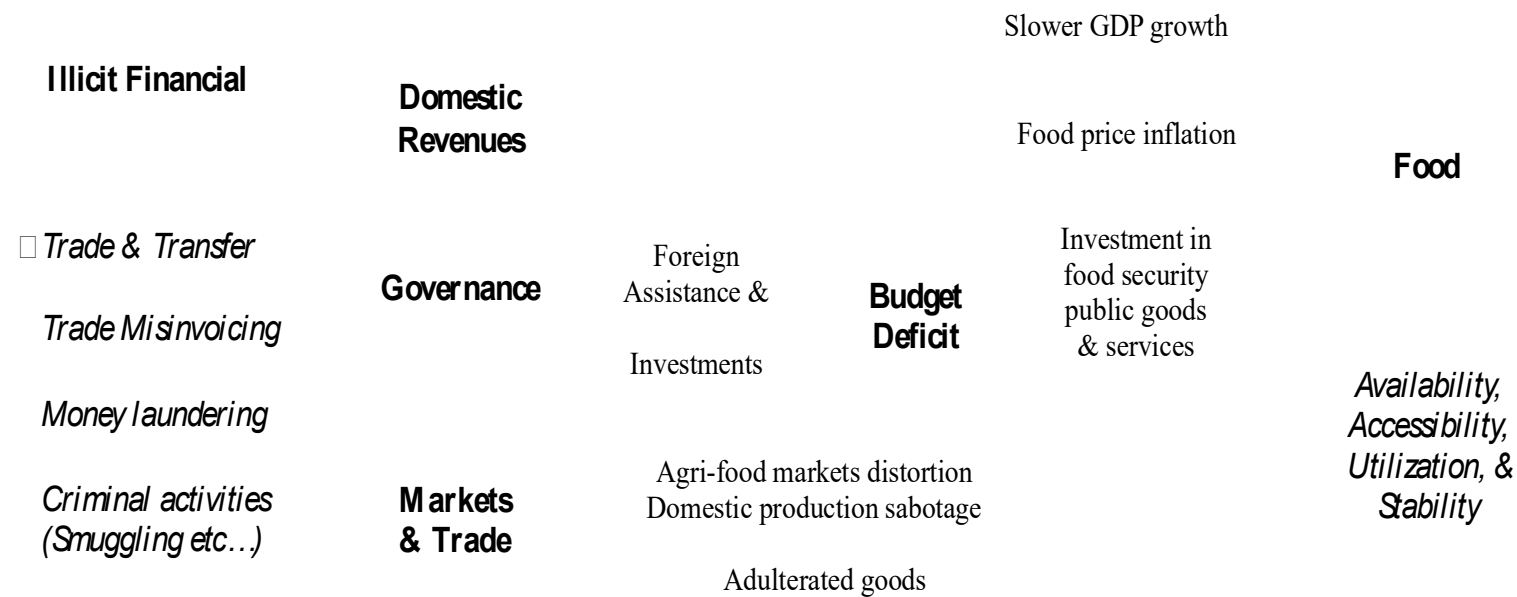 Illicit Financial
□ Trade & Transfer
Trade Misinvoicing
Money laundering
Criminal activities
(Smuggling etc…)
Domestic
Revenues
Governance
Markets
& Trade
Foreign
Assistance &
Investments
Agri-food markets distortion
Domestic production sabotage
Adulterated goods
Budget
Deficit
Slower GDP growth
Food price inflation
Investment in
food security
public goods
& services
Food
Availability,
Accessibility,
Utilization, &
Stability